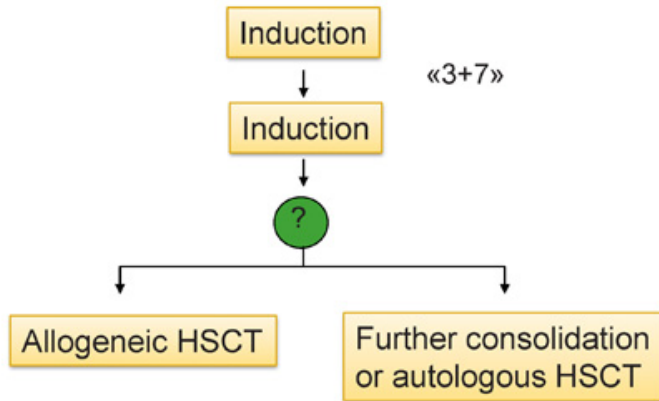 Induction
«3+7»
Induction
?
Allogeneic HSCT
Further consolidation
or autologous HSCT